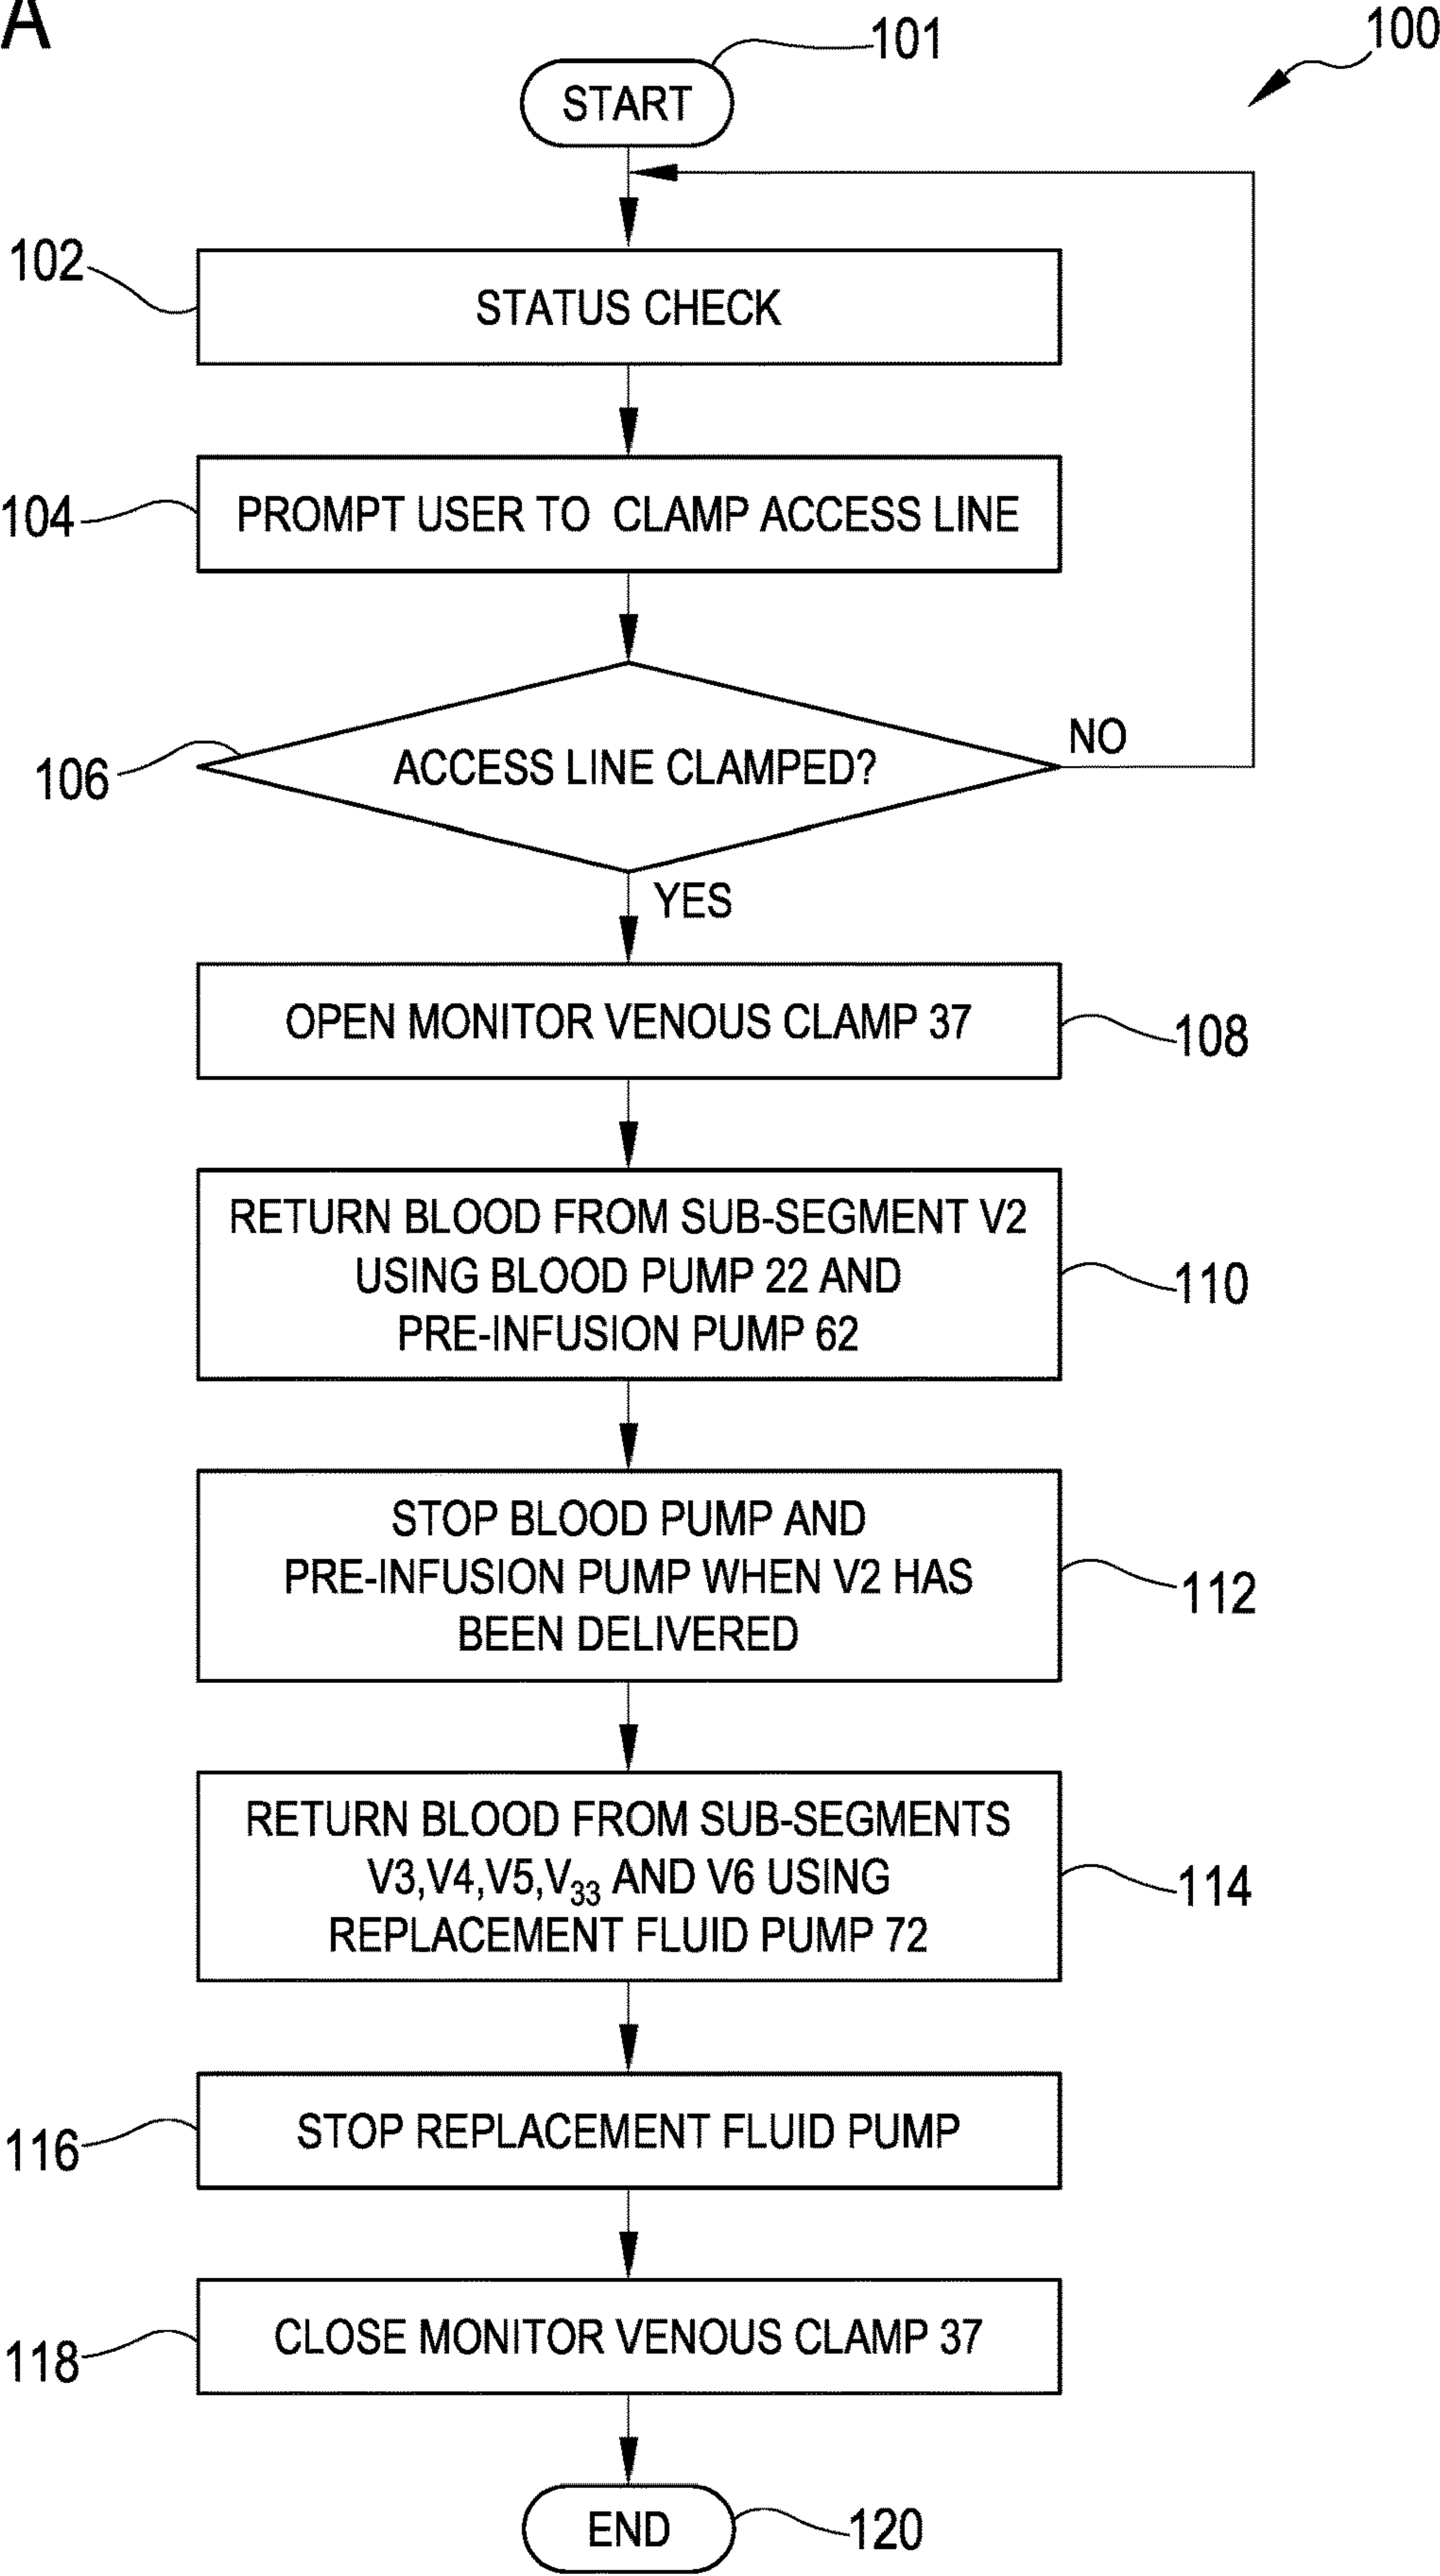 A
100
101
START
102
STATUS CHECK
104
PROMPT USER TO CLAMP ACCESS LINE
106
ACCESS LINE CLAMPED?
NO
YES
OPEN MONITOR VENOUS CLAMP 37
108
RETURN BLOOD FROM SUB-SEGMENT V2
USING BLOOD PUMP 22 AND
PRE-INFUSION PUMP 62
110
STOP BLOOD PUMP AND
PRE-INFUSION PUMP WHEN V2 HAS
BEEN DELIVERED
112
RETURN BLOOD FROM SUB-SEGMENTS
V3,V4,V5,V₃₃ AND V6 USING
REPLACEMENT FLUID PUMP 72
114
STOP REPLACEMENT FLUID PUMP
116
CLOSE MONITOR VENOUS CLAMP 37
118
END
120